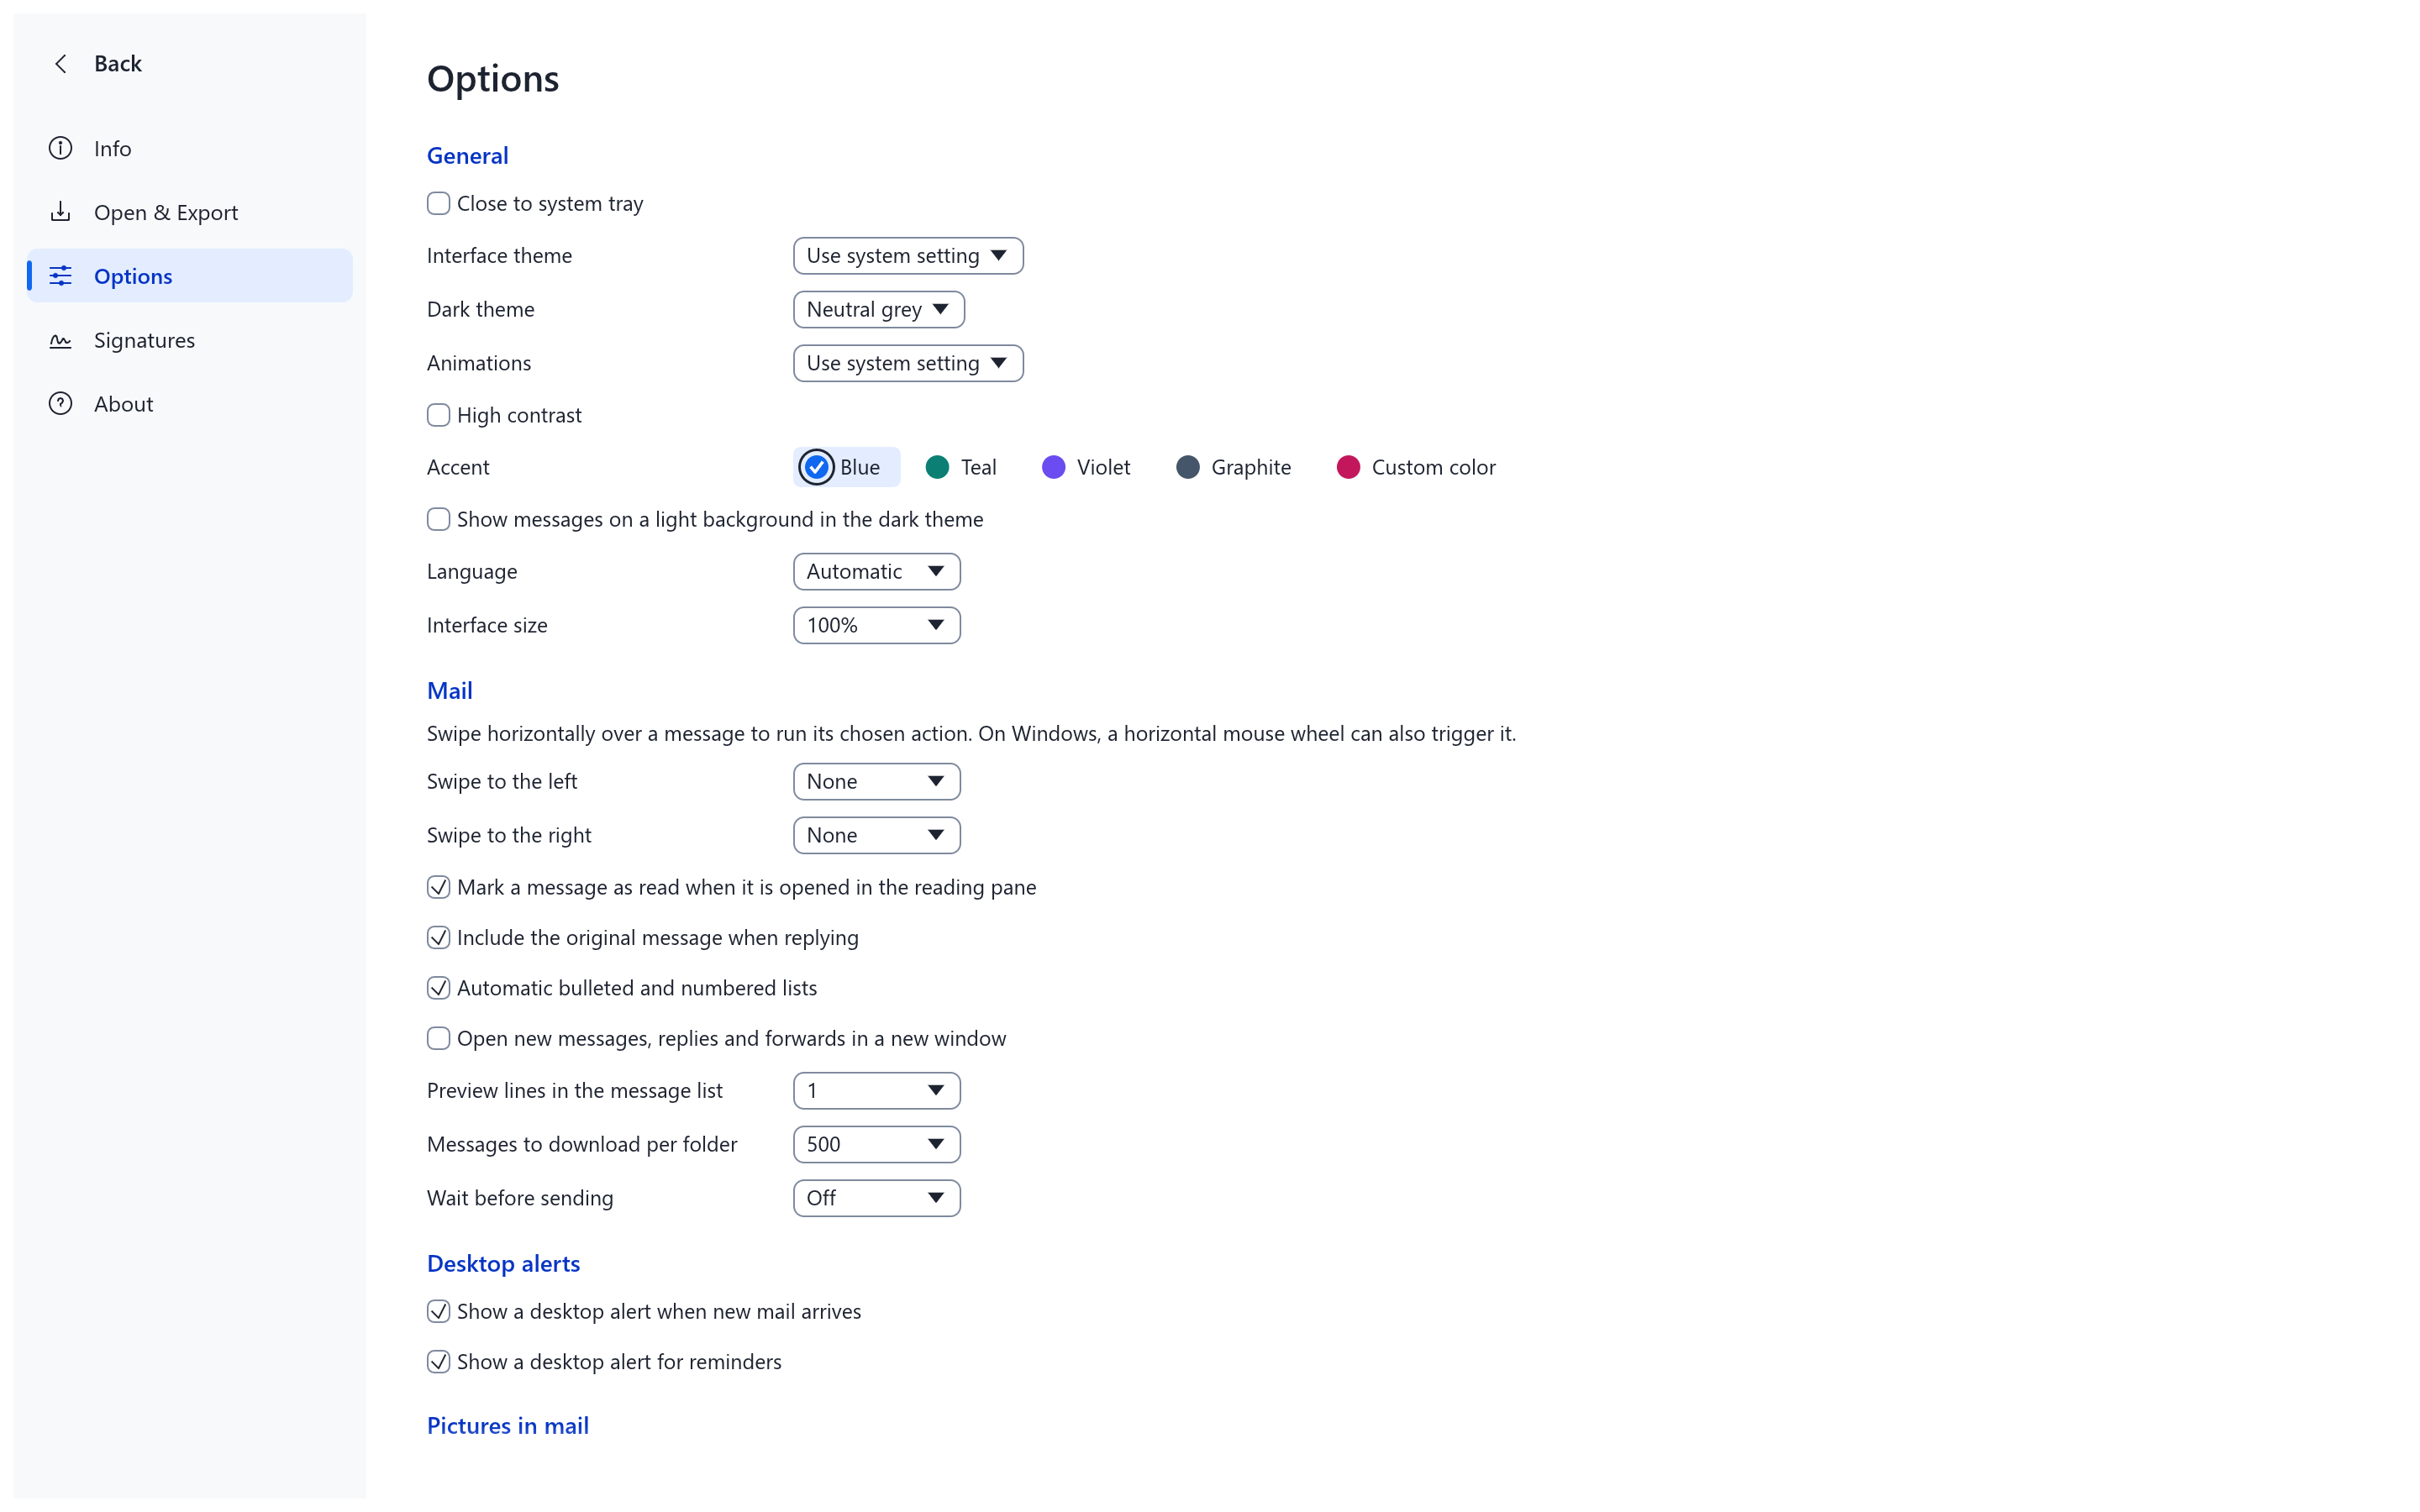 Back
Info
Open & Export
Options
Signatures
About
Options
General
Close to system tray
Interface theme Use system setting
Dark theme Neutral grey
Animations Use system setting
High contrast
Accent Blue Teal Violet Graphite Custom color
Show messages on a light background in the dark theme
Language Automatic
Interface size 100%
Mail
Swipe horizontally over a message to run its chosen action. On Windows, a horizontal mouse wheel can also trigger it.
Swipe to the left None
Swipe to the right None
Mark a message as read when it is opened in the reading pane
Include the original message when replying
Automatic bulleted and numbered lists
Open new messages, replies and forwards in a new window
Preview lines in the message list 1
Messages to download per folder 500
Wait before sending Off
Desktop alerts
Show a desktop alert when new mail arrives
Show a desktop alert for reminders
Pictures in mail